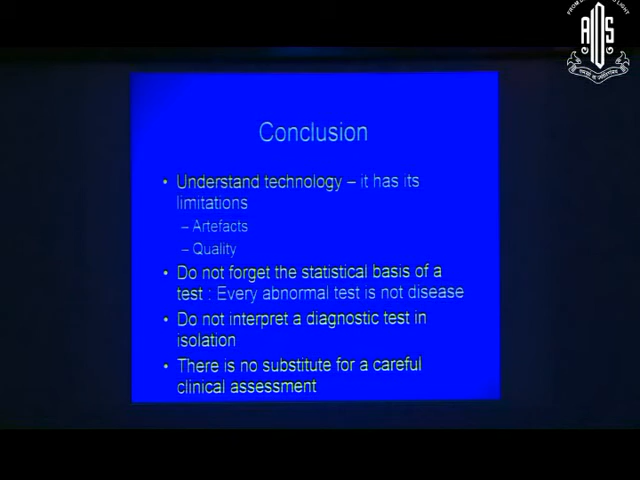 AIOS
Conclusion
• Understand technology – it has its
limitations
– Artefacts
– Quality
• Do not forget the statistical basis of a
test : Every abnormal test is not disease
• Do not interpret a diagnostic test in
isolation
• There is no substitute for a careful
clinical assessment